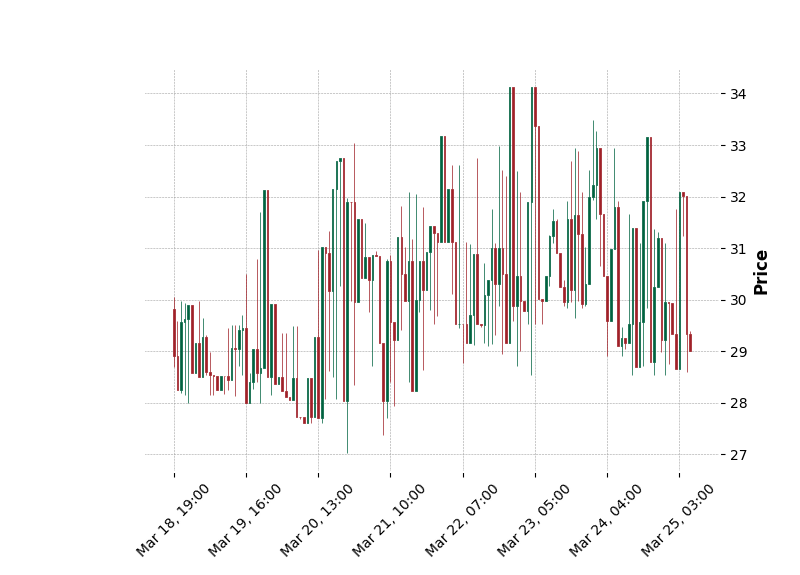 34
33
32
31
30
29
28
27
Price
Mar 18, 19:00
Mar 19, 16:00
Mar 20, 13:00
Mar 21, 10:00
Mar 22, 07:00
Mar 23, 05:00
Mar 24, 04:00
Mar 25, 03:00